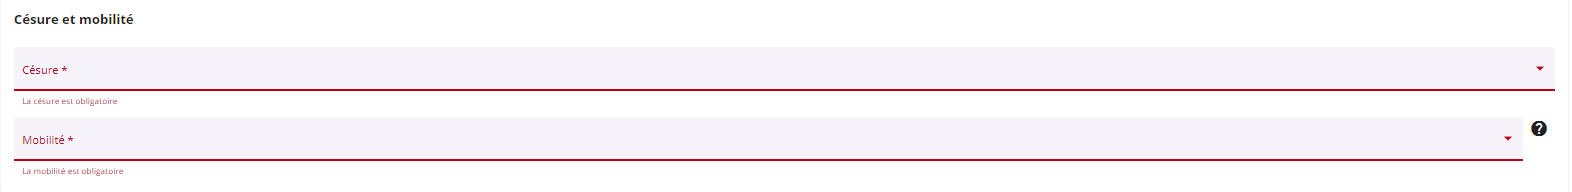 Césure et mobilité
Césure *
La césure est obligatoire
Mobilité *
?
La mobilité est obligatoire